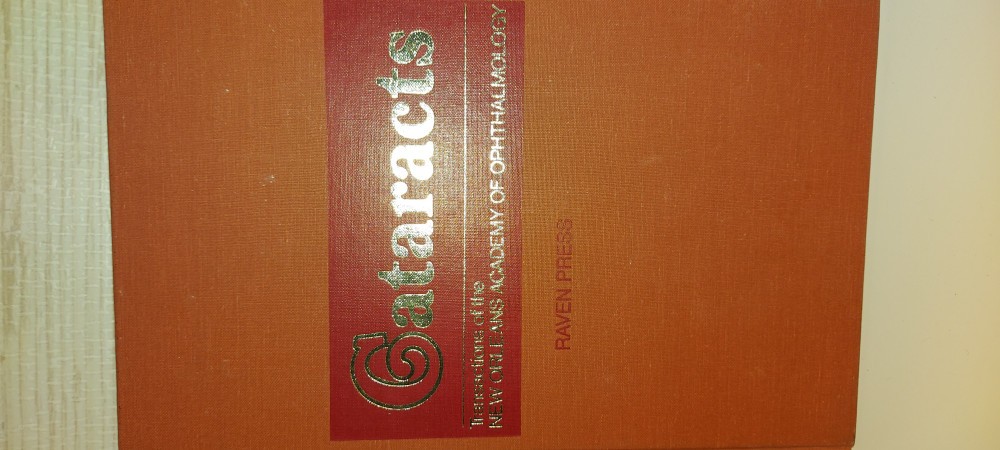 Cataracts
Transactions of the
NEW ORLEANS ACADEMY OF OPHTHALMOLOGY
RAVEN PRESS